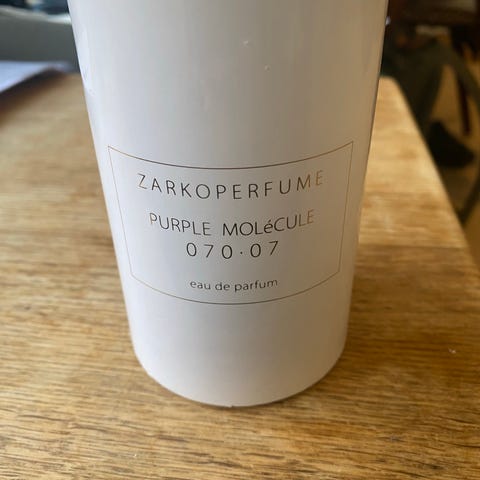 ZARKOPERFUME
PURPLE MOLéCULE
070·07
eau de parfum